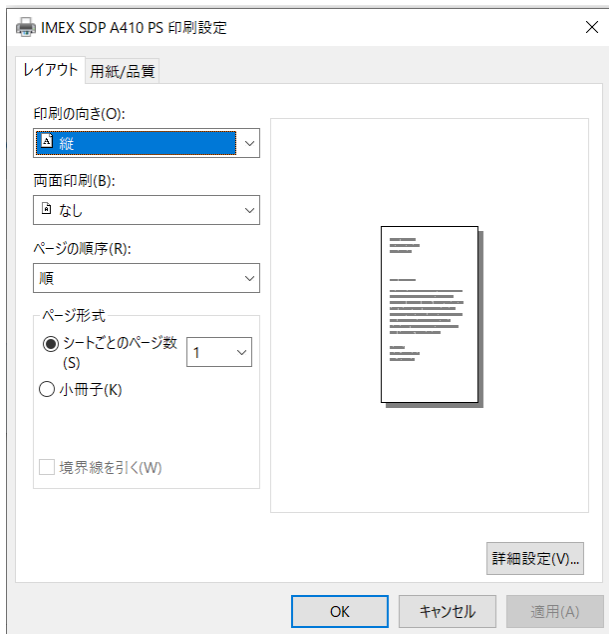 IMEX SDP A410 PS 印刷設定
レイアウト 用紙/品質
印刷の向き(O):
縦
両面印刷(B):
なし
ページの順序(R):
順
ページ形式
シートごとのページ数
(S)
1
小冊子(K)
境界線を引く(W)
詳細設定(V)...
OK キャンセル 適用(A)